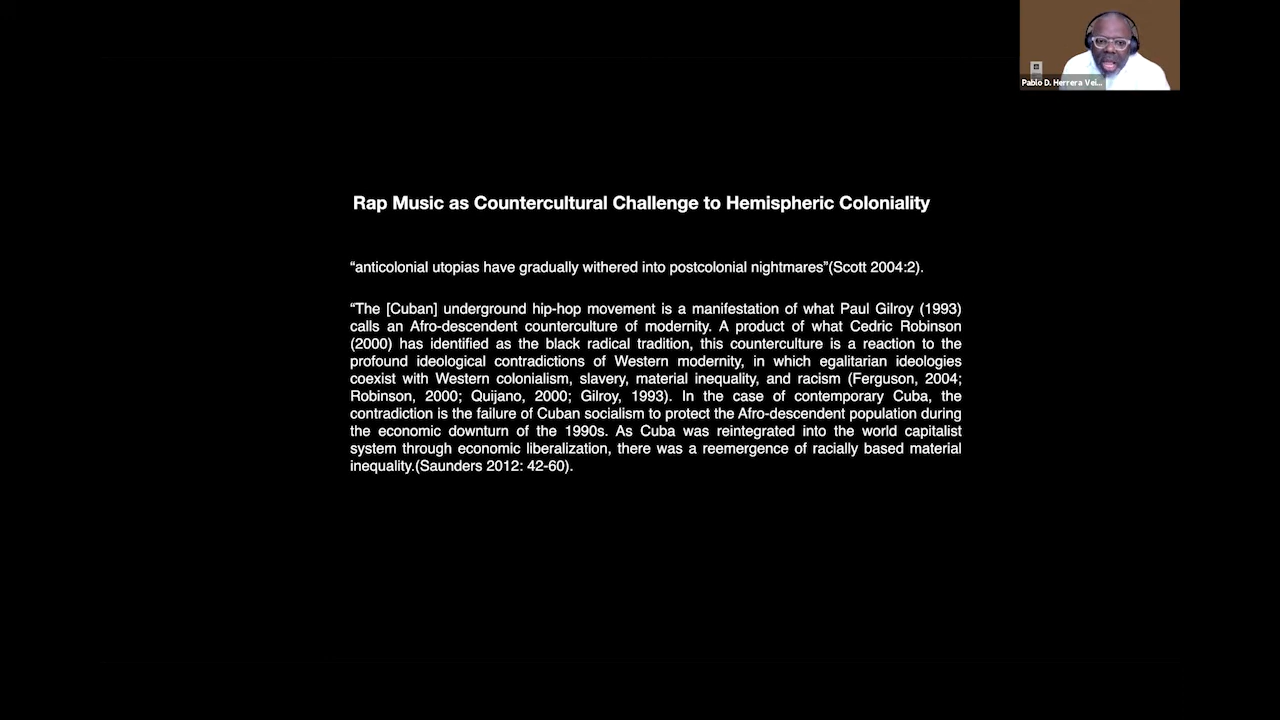 Pablo D. Herrera Vei...
Rap Music as Countercultural Challenge to Hemispheric Coloniality
“anticolonial utopias have gradually withered into postcolonial nightmares”(Scott 2004:2).
“The [Cuban] underground hip-hop movement is a manifestation of what Paul Gilroy (1993)
calls an Afro-descendent counterculture of modernity. A product of what Cedric Robinson
(2000) has identified as the black radical tradition, this counterculture is a reaction to the
profound ideological contradictions of Western modernity, in which egalitarian ideologies
coexist with Western colonialism, slavery, material inequality, and racism (Ferguson, 2004;
Robinson, 2000; Quijano, 2000; Gilroy, 1993). In the case of contemporary Cuba, the
contradiction is the failure of Cuban socialism to protect the Afro-descendent population during
the economic downturn of the 1990s. As Cuba was reintegrated into the world capitalist
system through economic liberalization, there was a reemergence of racially based material
inequality.(Saunders 2012: 42-60).